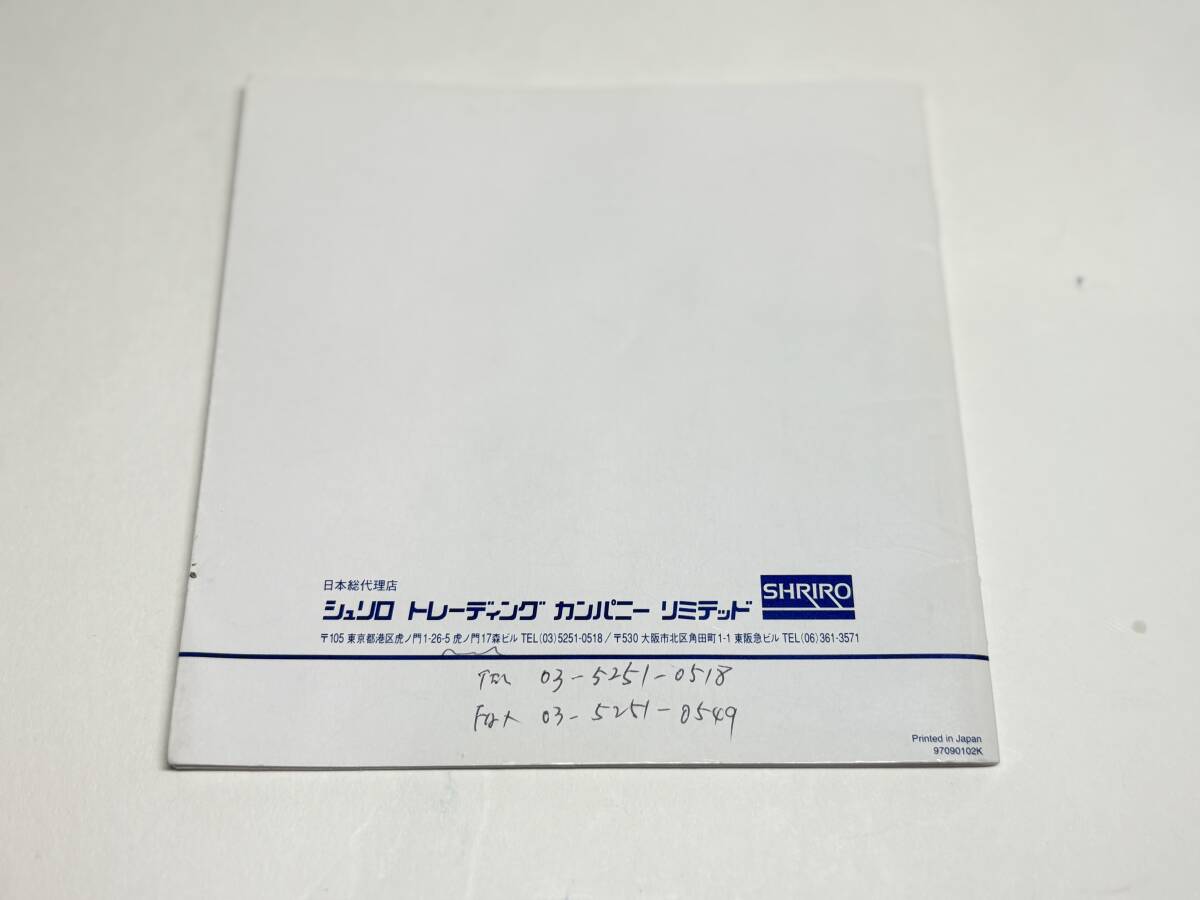 日本総代理店
シュリロ トレーディング カンパニー リミテッド SHRIRO
〒105 東京都港区虎ノ門1-26-5 虎ノ門17森ビル TEL(03)5251-0518/〒530 大阪市北区角田町1-1 東阪急ビル TEL(06)361-3571
TEL 03-5251-0518
Fax 03-5251-0549
Printed in Japan
97090102K